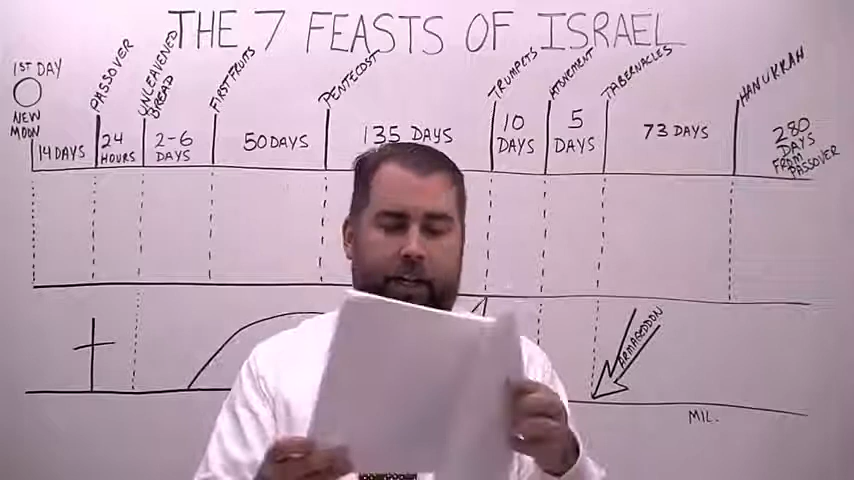 THE 7 FEASTS OF ISRAEL
1ST DAY
NEW
MOON
14 DAYS
PASSOVER
24
HOURS
UNLEAVENED
BREAD
2-6
DAYS
FIRST FRUITS
50 DAYS
PENTECOST
135 DAYS
TRUMPETS
10
DAYS
ATONEMENT
5
DAYS
TABERNACLES
73 DAYS
HANUKKAH
280
DAYS
FROM
PASSOVER
ARMAGEDDON
MIL.